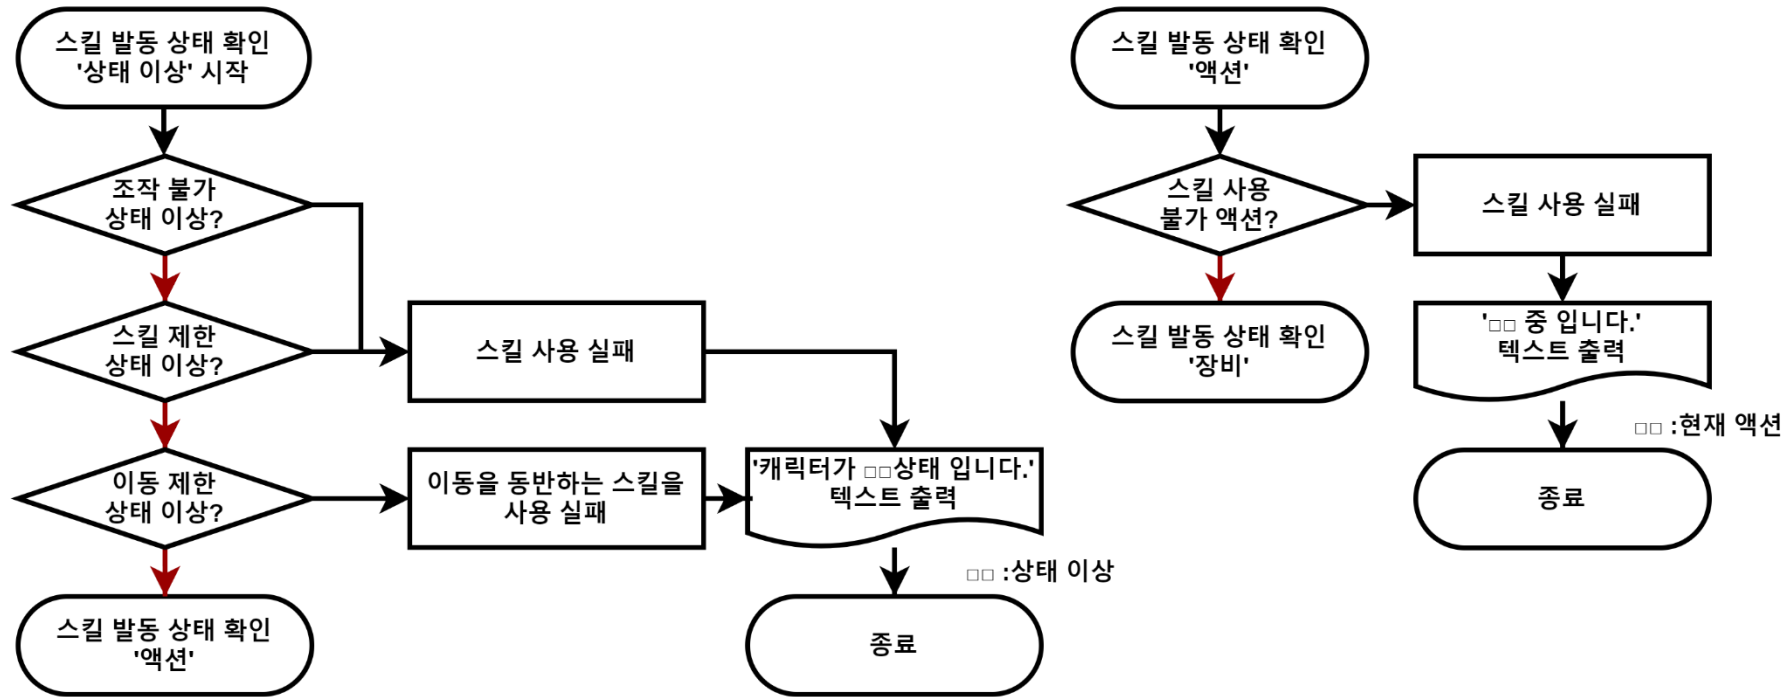 스킬 발동 상태 확인
'상태 이상' 시작
조작 불가
상태 이상?
스킬 제한
상태 이상?
스킬 사용 실패
이동 제한
상태 이상?
이동을 동반하는 스킬을
사용 실패
'캐릭터가 □□상태 입니다.'
텍스트 출력
□□ :상태 이상
스킬 발동 상태 확인
'액션'
종료
스킬 발동 상태 확인
'액션'
스킬 사용
불가 액션?
스킬 사용 실패
스킬 발동 상태 확인
'장비'
'□□ 중 입니다.'
텍스트 출력
□□ :현재 액션
종료